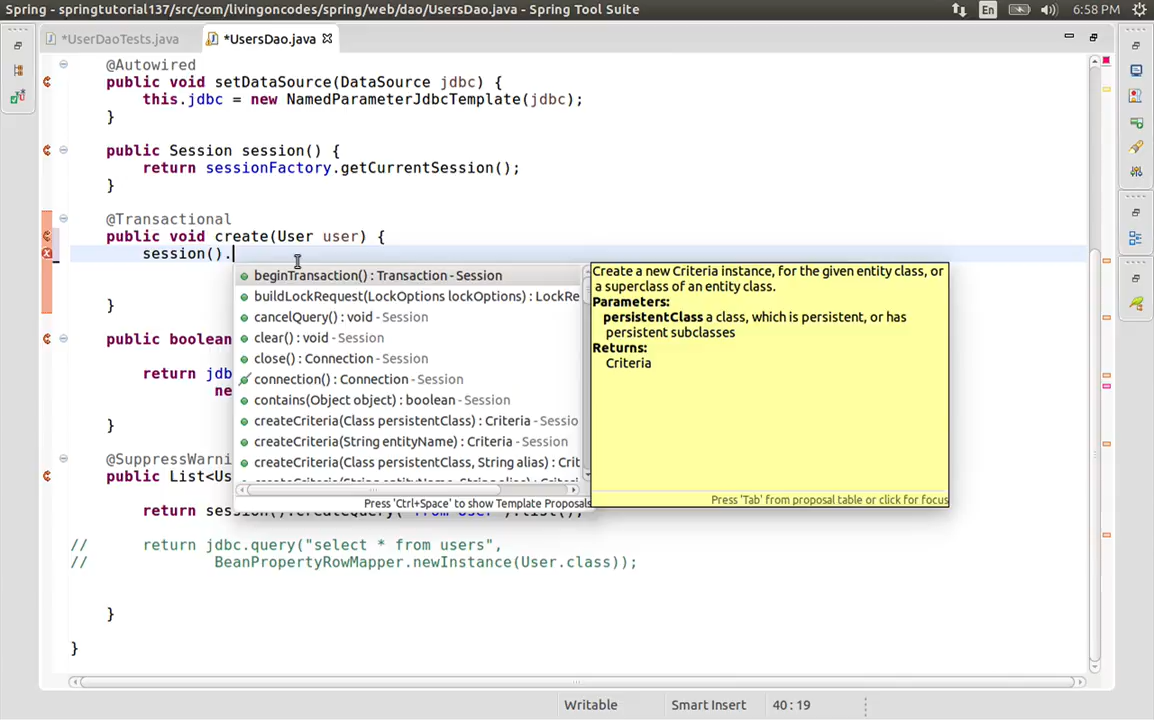 Spring - springtutorial137/src/com/livingoncodes/spring/web/dao/UsersDao.java - Spring Tool Suite
En
6:58 PM
*UserDaoTests.java
*UsersDao.java
@Autowired
public void setDataSource(DataSource jdbc) {
this.jdbc = new NamedParameterJdbcTemplate(jdbc);
}
public Session session() {
return sessionFactory.getCurrentSession();
}
@Transactional
public void create(User user) {
session().
}
public boolean
return jdb
ne
}
@SuppressWarni
public List<Us
return session().createQuery("from User").list();
// return jdbc.query("select * from users",
// BeanPropertyRowMapper.newInstance(User.class));
}
}
beginTransaction() : Transaction - Session
buildLockRequest(LockOptions lockOptions) : LockRe
cancelQuery() : void - Session
clear() : void - Session
close() : Connection - Session
connection() : Connection - Session
contains(Object object) : boolean - Session
createCriteria(Class persistentClass) : Criteria - Sessio
createCriteria(String entityName) : Criteria - Session
createCriteria(Class persistentClass, String alias) : Crit
Press 'Ctrl+Space' to show Template Proposals
Create a new Criteria instance, for the given entity class, or
a superclass of an entity class.
Parameters:
persistentClass a class, which is persistent, or has
persistent subclasses
Returns:
Criteria
Press 'Tab' from proposal table or click for focus
Writable
Smart Insert
40 : 19